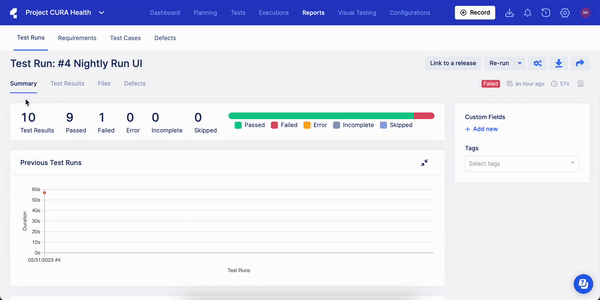 Project CURA Health
Dashboard Planning Tests Executions Reports Visual Testing Configurations Record
Test Runs Requirements Test Cases Defects
Test Run: #4 Nightly Run UI
Link to a release Re-run
Summary Test Results Files Defects
Failed an hour ago 57s
10 9 1 0 0 0
Test Results Passed Failed Error Incomplete Skipped
Passed Failed Error Incomplete Skipped
Custom Fields
Add new
Tags
Select tags
Previous Test Runs
60s
50s
40s
30s
20s
10s
0s
Duration
05/31/2023 #4
Test Runs